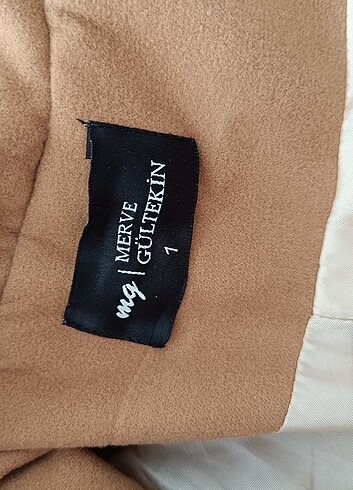 mg | MERVE
GÜLTEKİN
1